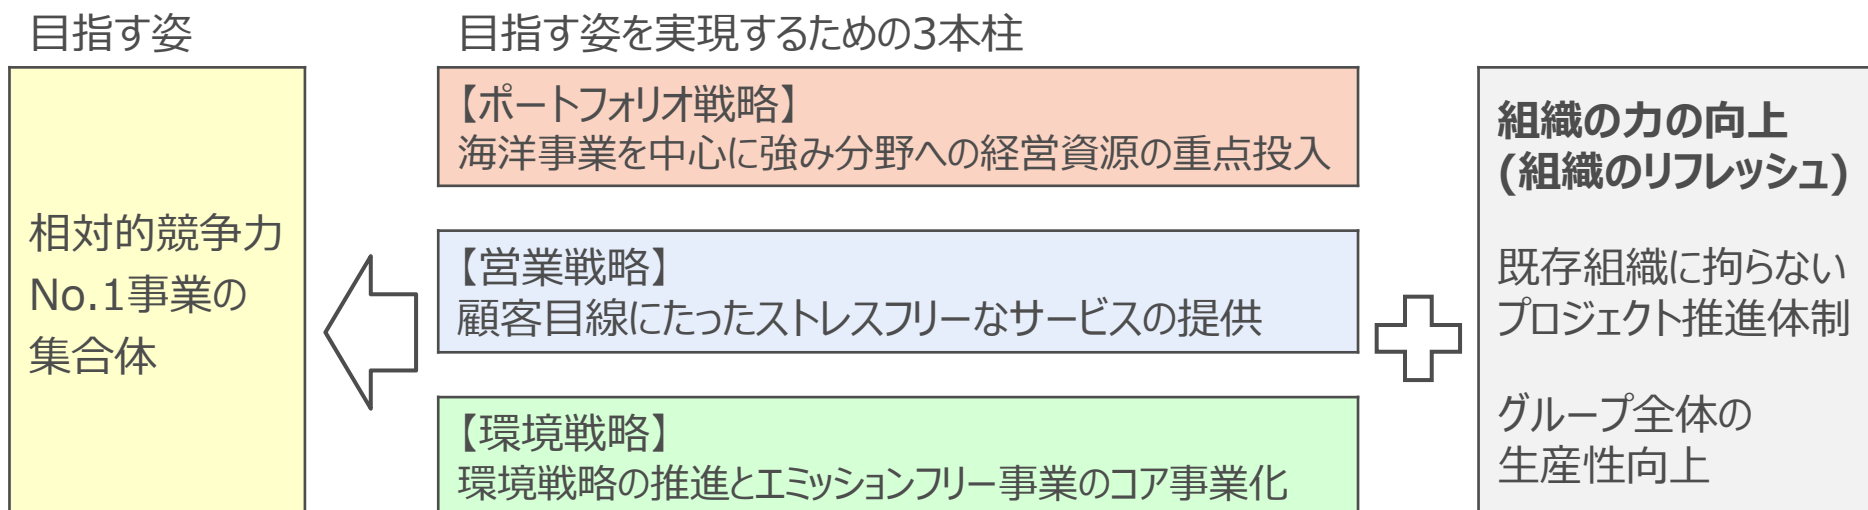 目指す姿
相対的競争力
No.1事業の
集合体
目指す姿を実現するための3本柱
【ポートフォリオ戦略】
海洋事業を中心に強み分野への経営資源の重点投入
【営業戦略】
顧客目線にたったストレスフリーなサービスの提供
【環境戦略】
環境戦略の推進とエミッションフリー事業のコア事業化
組織の力の向上
(組織のリフレッシュ)
既存組織に拘らない
プロジェクト推進体制
グループ全体の
生産性向上